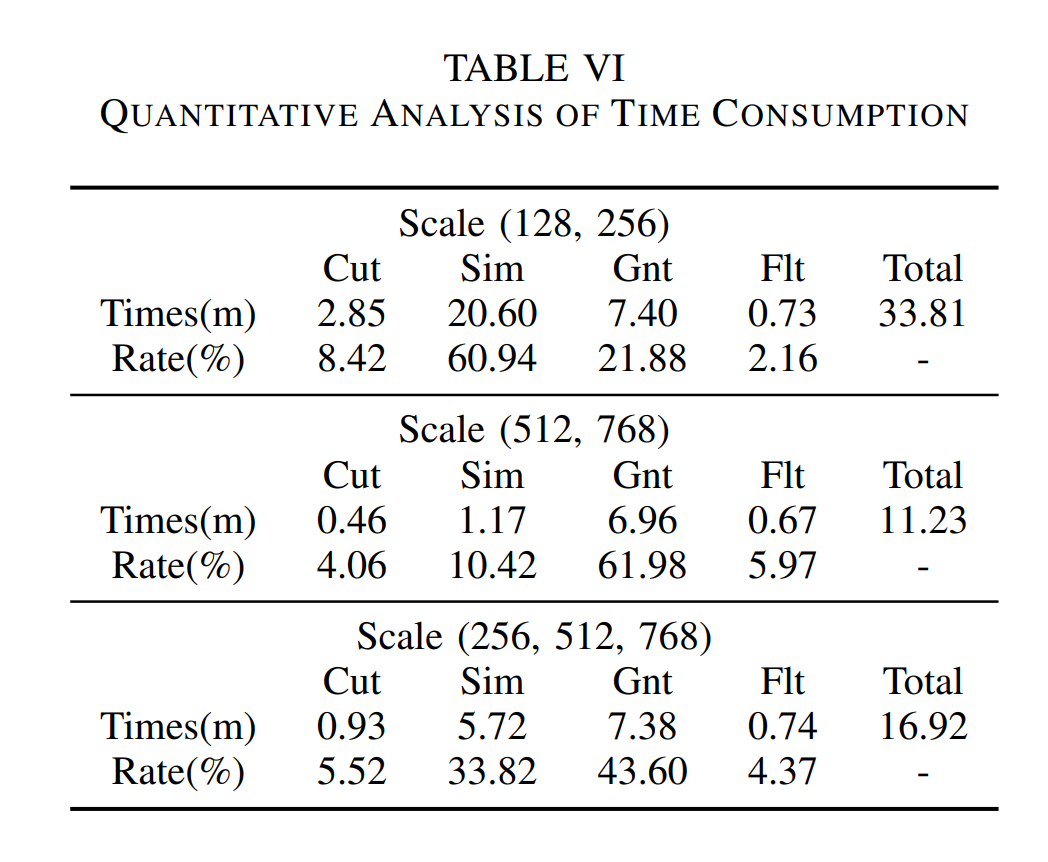 TABLE VI
QUANTITATIVE ANALYSIS OF TIME CONSUMPTION
Scale (128, 256)
Cut Sim Gnt Flt Total
Times(m) 2.85 20.60 7.40 0.73 33.81
Rate(%) 8.42 60.94 21.88 2.16 -
Scale (512, 768)
Cut Sim Gnt Flt Total
Times(m) 0.46 1.17 6.96 0.67 11.23
Rate(%) 4.06 10.42 61.98 5.97 -
Scale (256, 512, 768)
Cut Sim Gnt Flt Total
Times(m) 0.93 5.72 7.38 0.74 16.92
Rate(%) 5.52 33.82 43.60 4.37 -